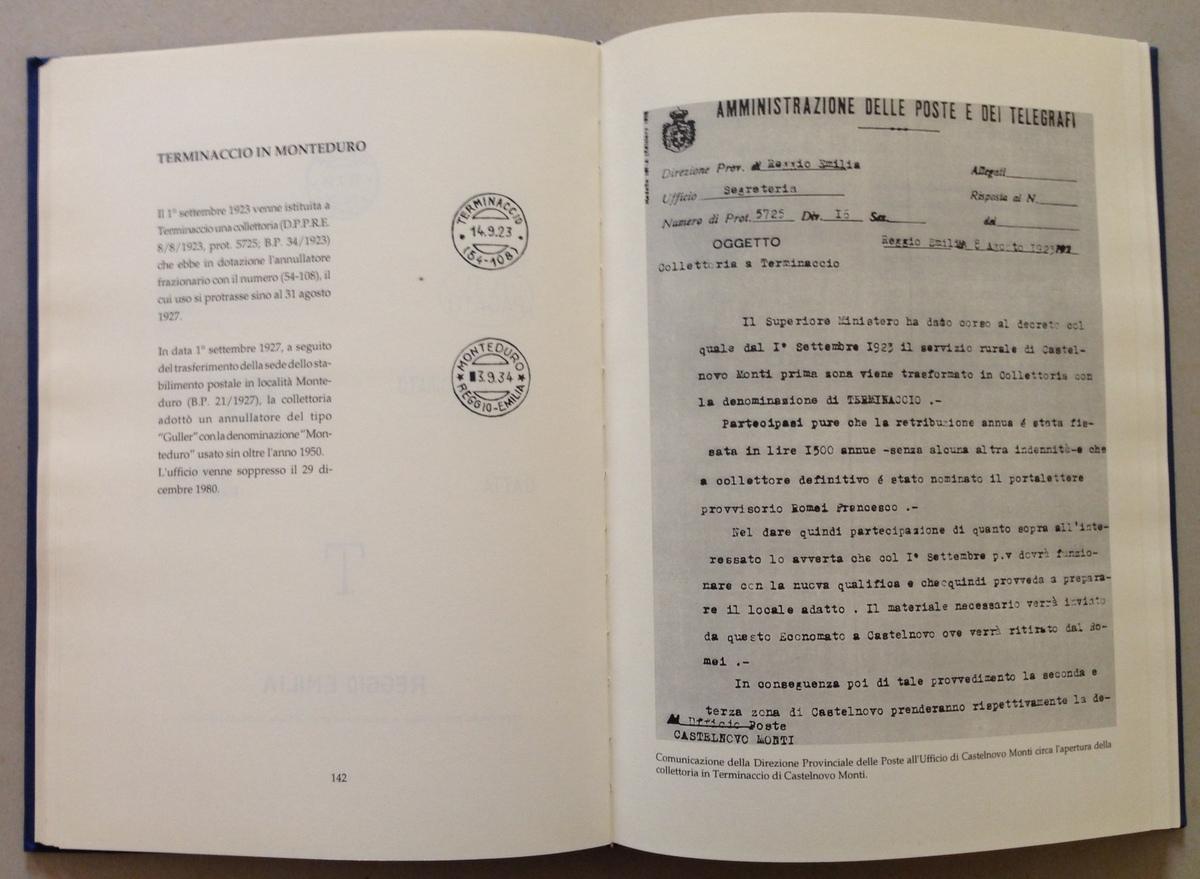 TERMINACCIO IN MONTEDURO
Il 1° settembre 1923 venne istituita a
Terminaccio una collettoria (D.P.P.R.E.
8/8/1923, prot. 5725; B.P. 34/1923)
che ebbe in dotazione l'annullatore
frazionario con il numero (54-108), il
cui uso si protrasse sino al 31 agosto
1927.
In data 1° settembre 1927, a seguito
del trasferimento della sede dello sta-
bilimento postale in località Monte-
duro (B.P. 21/1927), la collettoria
adottò un annullatore del tipo
"Guller" con la denominazione "Mon-
teduro" usato sin oltre l'anno 1950.
L'ufficio venne soppresso il 29 di-
cembre 1980.
TERMINACCIO
14.9.23
(54-108)
MONTEDURO
3.9.34
REGGIO-EMILIA
142
AMMINISTRAZIONE DELLE POSTE E DEI TELEGRAFI
Direzione Prov. di Reggio Emilia
Allegati
Ufficio Segreteria
Risposta al N.
Numero di Prot. 5725 Div. I6 Sez.
del
OGGETTO
Reggio Emilia 8 Agosto 1923
Collettoria a Terminaccio
Il Superiore Ministero ha dato corso al decreto col
quale dal I° Settembre I923 il servizio rurale di Castel-
novo Monti prima zona viene trasformato in Collettoria con
la denominazione di TERMINACCIO .-
Partecipasi pure che la retribuzione annua é stata fis-
sata in lire I500 annue -senza alcuna altra indennità-e che
a collettore definitivo é stato nominato il portalettere
provvisorio Romei Francesco .-
Nel dare quindi partecipazione di quanto sopra all'inte-
ressato lo avverta che col I° Settembre p.v dovrà funzio-
nare con la nuova qualifica e chequindi provveda a prepara-
re il locale adatto . Il materiale necessario verrà inviato
da questo Economato a Castelnovo ove verrà ritirato dal Ro-
mei .-
In conseguenza poi di tale provvedimento la seconda e
terza zona di Castelnovo prenderanno rispettivamente la de-
Ufficio Poste
CASTELNOVO MONTI
Comunicazione della Direzione Provinciale delle Poste all'Ufficio di Castelnovo Monti circa l'apertura della
collettoria in Terminaccio di Castelnovo Monti.